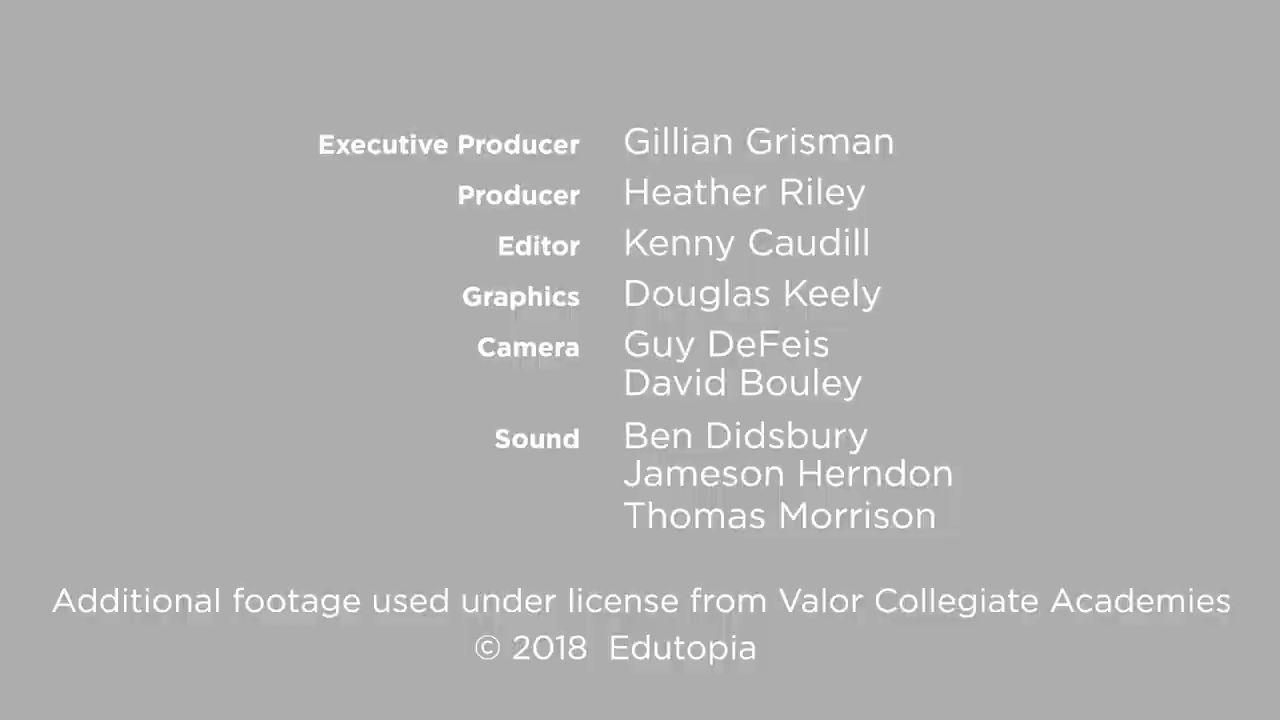 Executive Producer Gillian Grisman
Producer Heather Riley
Editor Kenny Caudill
Graphics Douglas Keely
Camera Guy DeFeis
David Bouley
Sound Ben Didsbury
Jameson Herndon
Thomas Morrison
Additional footage used under license from Valor Collegiate Academies
© 2018 Edutopia